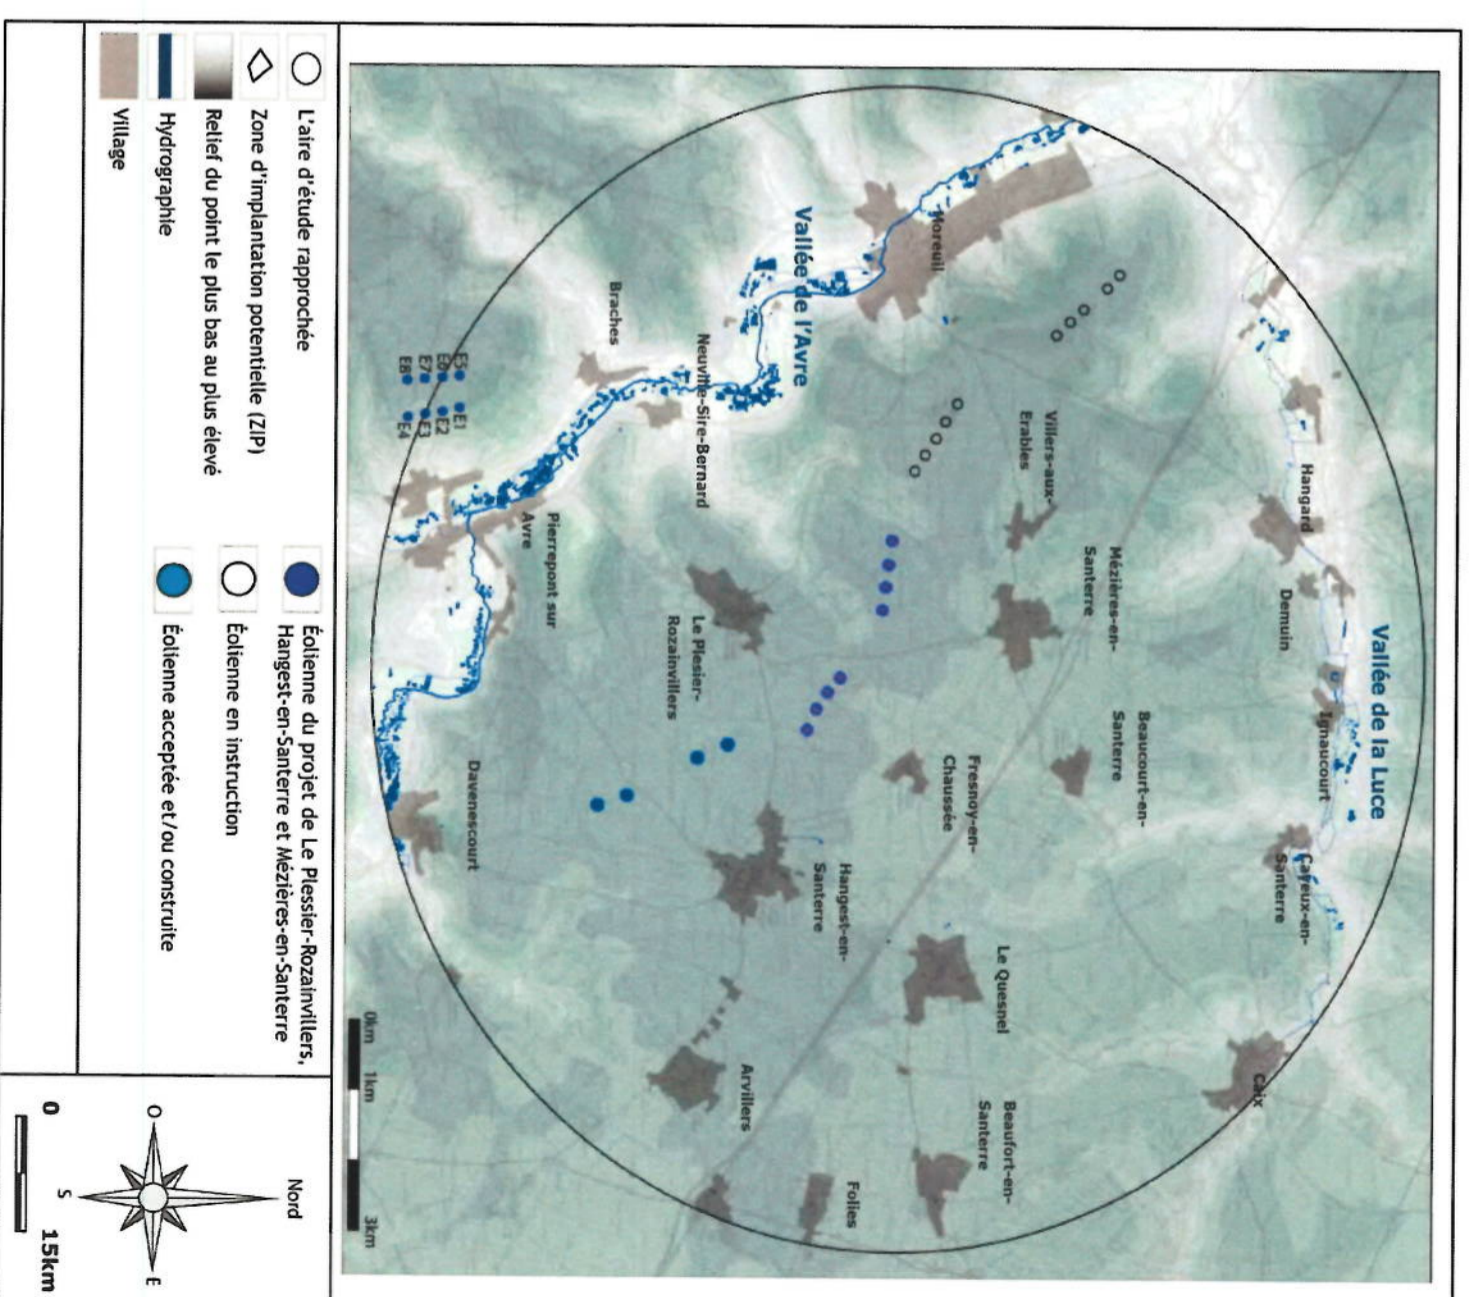 Vallée de la Luce
Hangard
Demuin
Ignaucourt
Cayeux-en-
Santerre
Caix
Beaucourt-en-
Santerre
Mézières-en-
Santerre
Villers-aux-
Erables
Moreuil
Fresnoy-en-
Chaussée
Le Quesnel
Beaufort-en-
Santerre
Vallée de l'Avre
Hangest-en-
Santerre
Folies
Arvillers
Neuville-Sire-Bernard
Le Plesier-
Rozainvillers
Braches
Pierrepont sur
Avre
Davenescourt
E5 E1
E6 E2
E7 E3
E8 E4
0km 1km 3km
L'aire d'étude rapprochée
Zone d'implantation potentielle (ZIP)
Relief du point le plus bas au plus élevé
Hydrographie
Village
Éolienne du projet de Le Plessier-Rozainvillers,
Hangest-en-Santerre et Mézières-en-Santerre
Éolienne en instruction
Éolienne acceptée et/ou construite
Nord
O E
S
0 15km